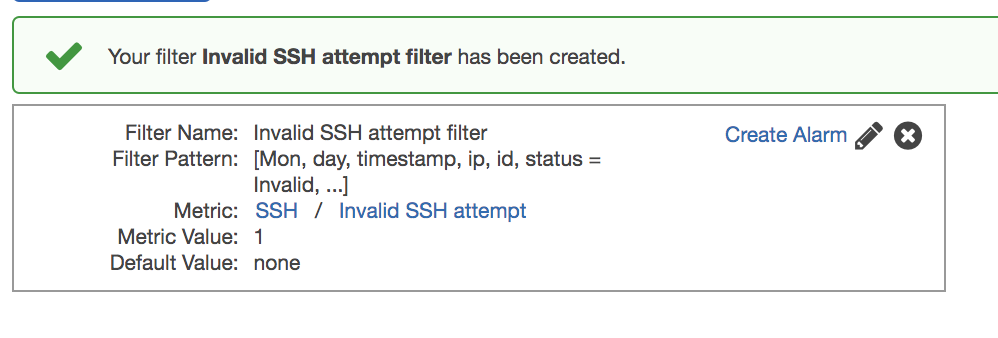 Your filter Invalid SSH attempt filter has been created.
Filter Name: Invalid SSH attempt filter
Create Alarm
Filter Pattern: [Mon, day, timestamp, ip, id, status =
Invalid, ...]
Metric: SSH / Invalid SSH attempt
Metric Value: 1
Default Value: none